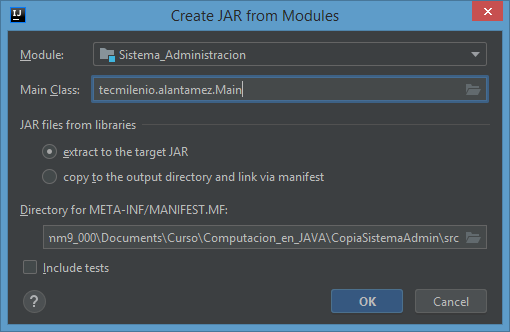 IJ
Create JAR from Modules
Module: Sistema_Administracion
Main Class: tecmilenio.alantamez.Main
JAR files from libraries
extract to the target JAR
copy to the output directory and link via manifest
Directory for META-INF/MANIFEST.MF:
nm9_000\Documents\Curso\Computacion_en_JAVA\CopiaSistemaAdmin\src
Include tests
? OK Cancel